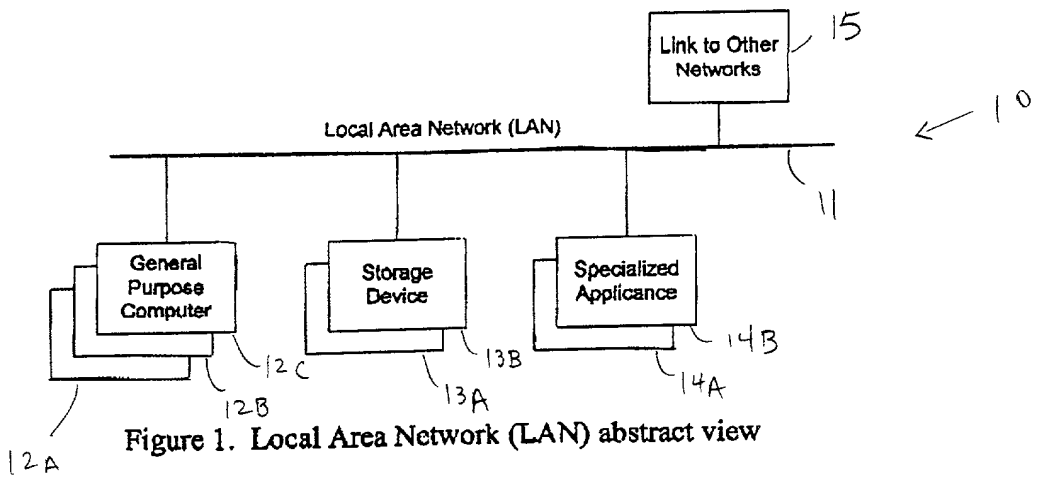 15
Link to Other
Networks
10
Local Area Network (LAN)
11
General
Purpose
Computer
Storage
Device
Specialized
Applicance
12C
13B
14B
12B
13A
14A
Figure 1. Local Area Network (LAN) abstract view
12A